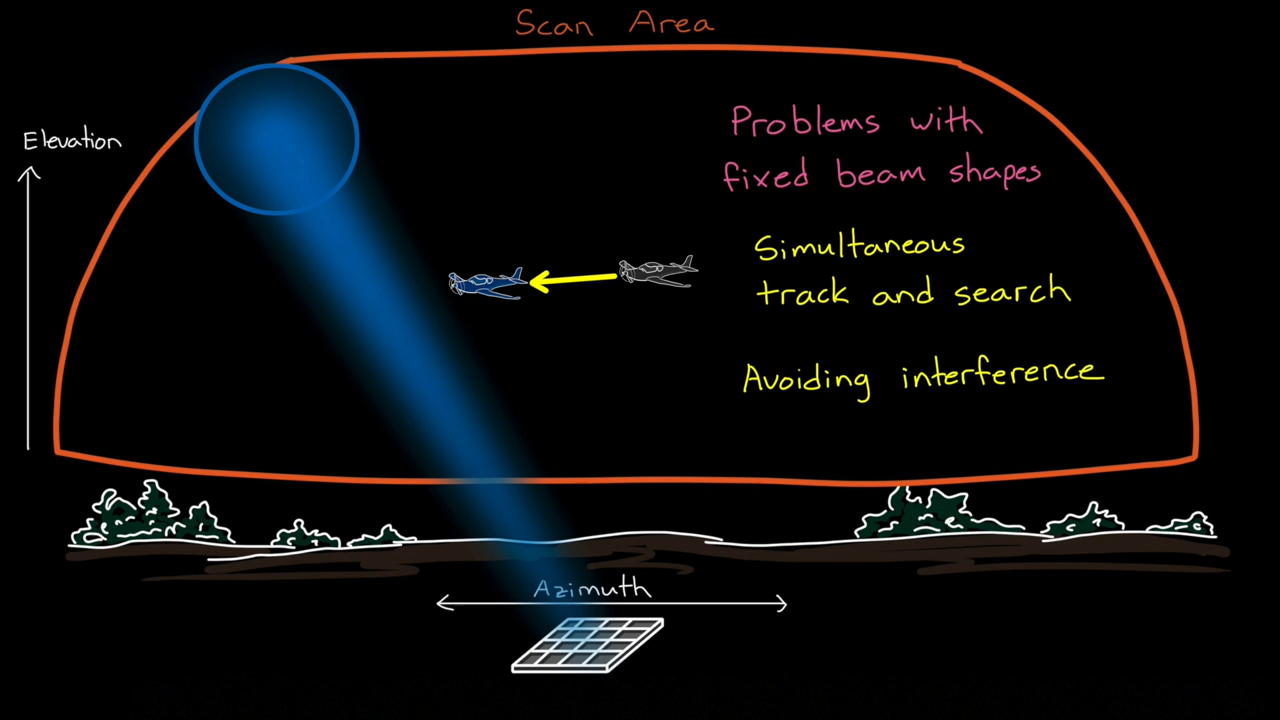 Scan Area
Elevation
Problems with
fixed beam shapes
Simultaneous
track and search
Avoiding interference
Azimuth